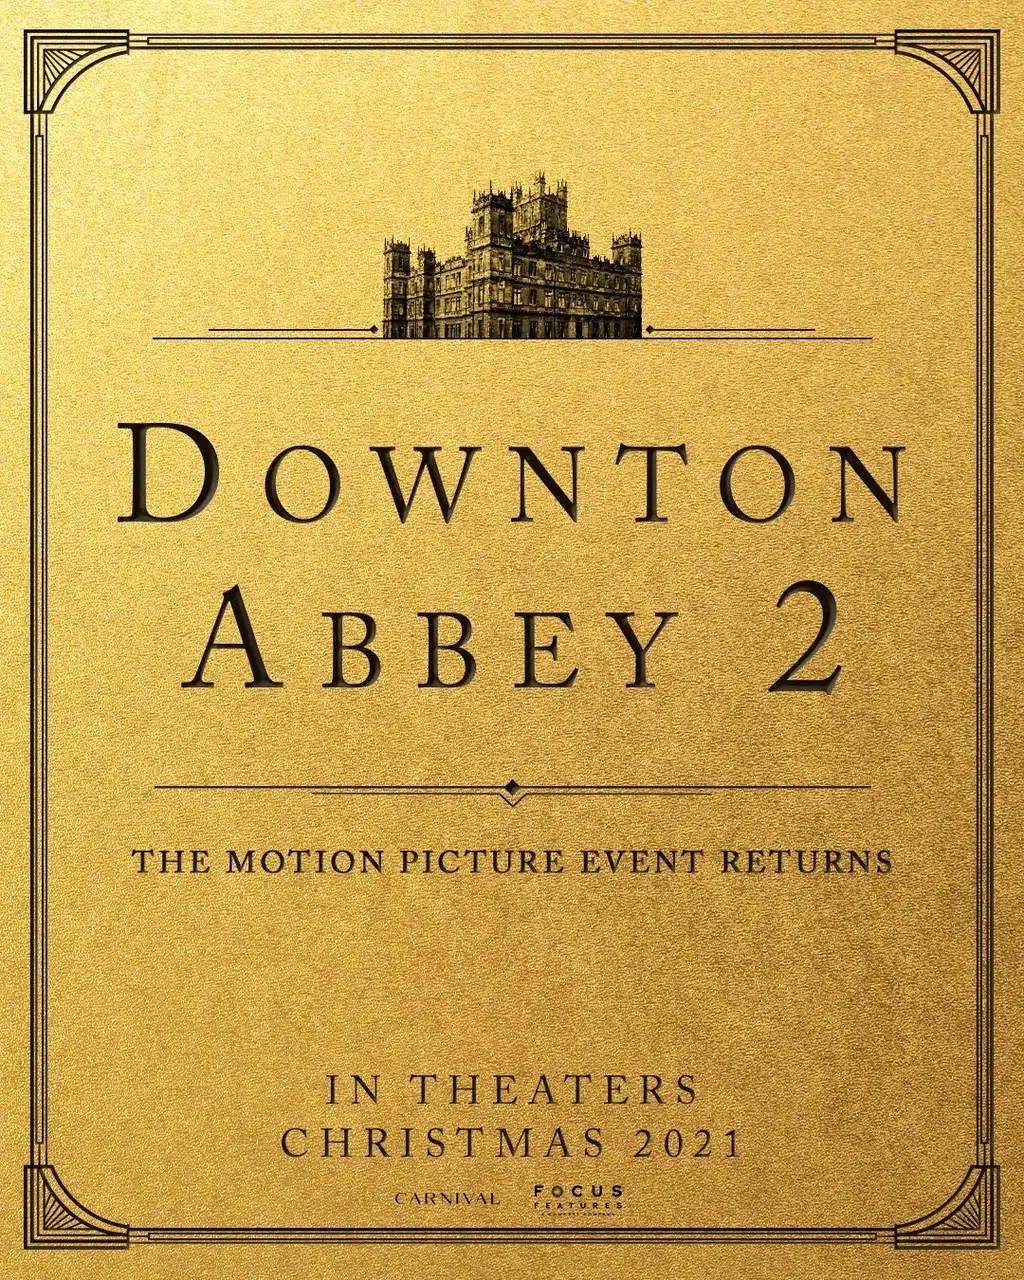 DOWNTON
ABBEY 2
THE MOTION PICTURE EVENT RETURNS
IN THEATERS
CHRISTMAS 2021
CARNIVAL
FOCUS
FEATURES